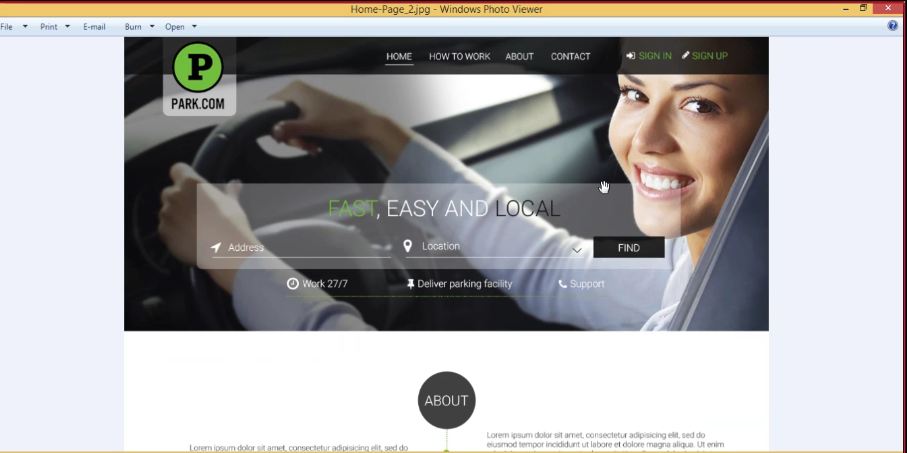 Home-Page_2.jpg - Windows Photo Viewer
File Print E-mail Burn Open
P
PARK.COM
HOME HOW TO WORK ABOUT CONTACT SIGN IN SIGN UP
FAST, EASY AND LOCAL
Address Location FIND
Work 27/7 Deliver parking facility Support
ABOUT
Lorem ipsum dolor sit amet, consectetur adipisicing elit, sed do
eiusmod tempor incididunt ut labore et dolore magna aliqua. Ut enim
Lorem ipsum dolor sit amet, consectetur adipisicing elit, sed do